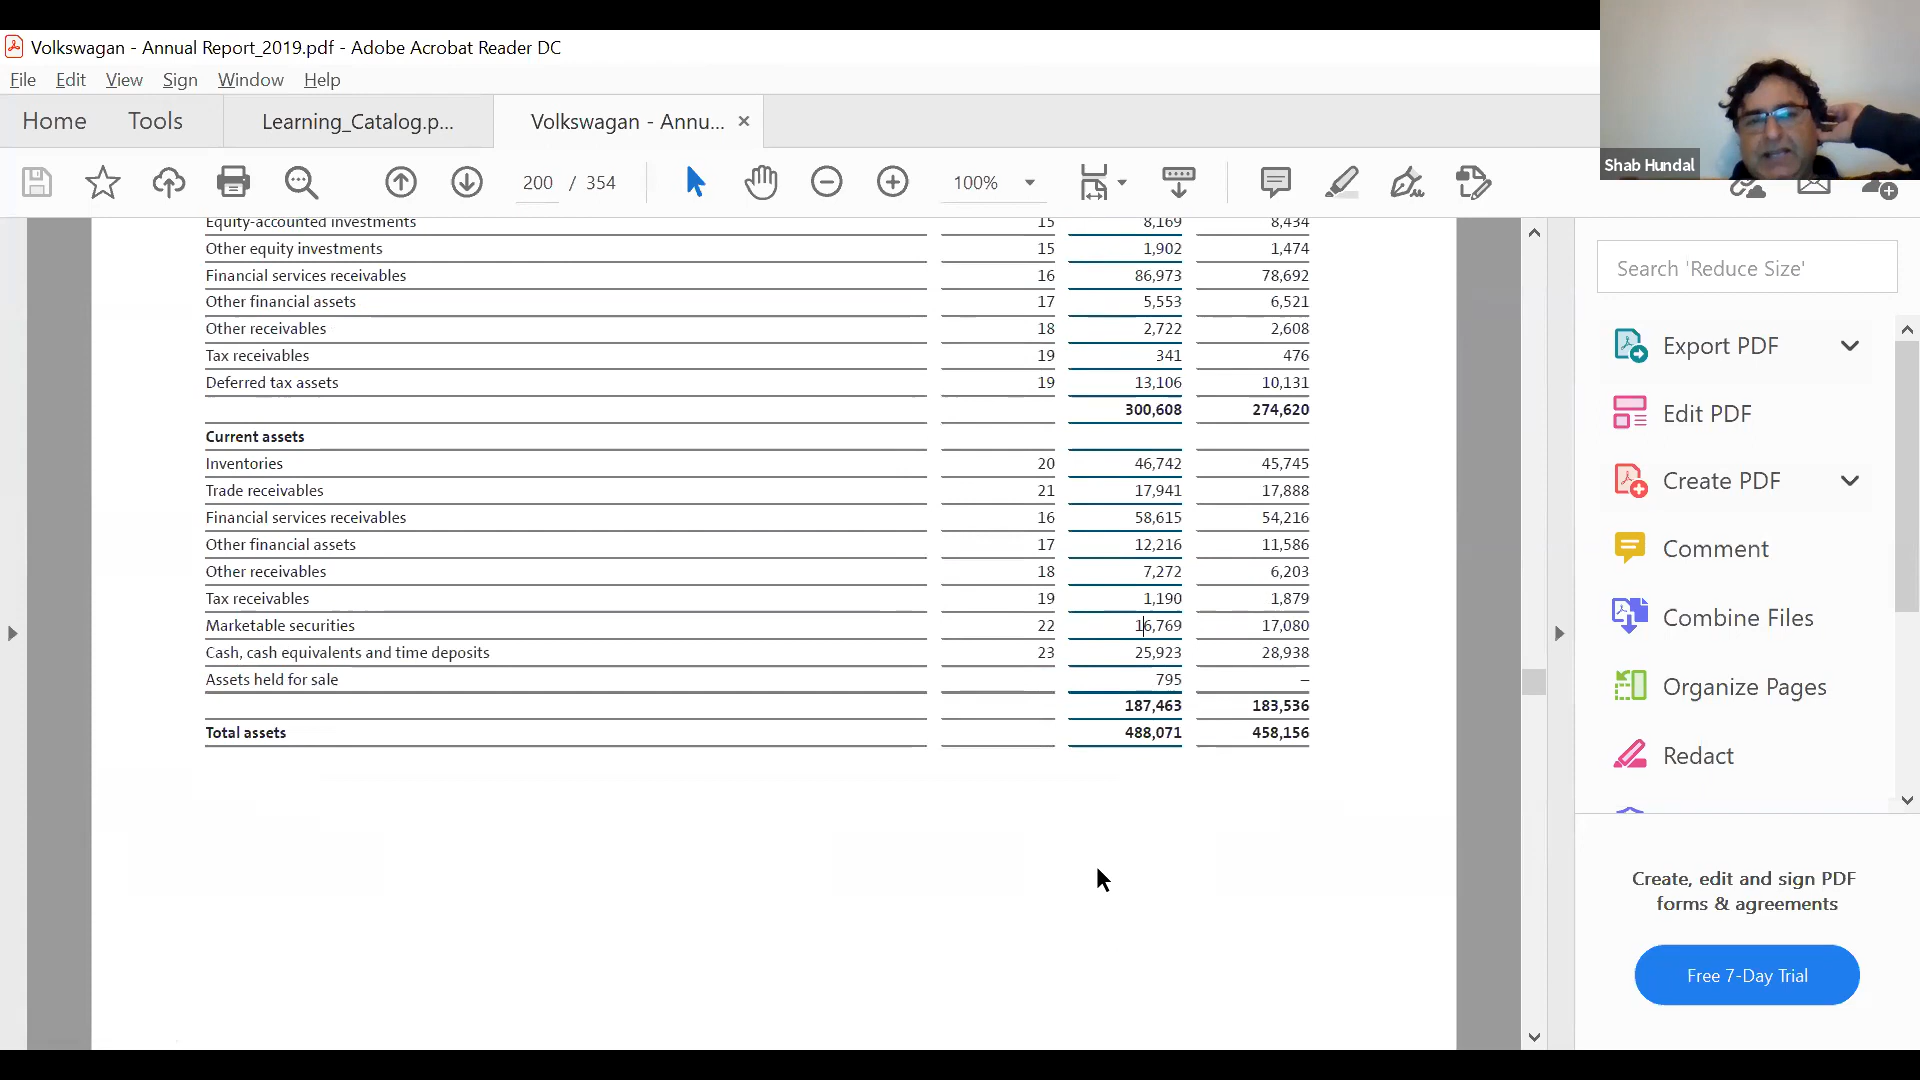 Volkswagan - Annual Report_2019.pdf - Adobe Acrobat Reader DC
File Edit View Sign Window Help
Home Tools Learning_Catalog.p... Volkswagan - Annu... ×
200 / 354 100%
Shab Hundal
Equity-accounted investments 15 8,169 8,434
Other equity investments 15 1,902 1,474
Financial services receivables 16 86,973 78,692
Other financial assets 17 5,553 6,521
Other receivables 18 2,722 2,608
Tax receivables 19 341 476
Deferred tax assets 19 13,106 10,131
300,608 274,620
Current assets
Inventories 20 46,742 45,745
Trade receivables 21 17,941 17,888
Financial services receivables 16 58,615 54,216
Other financial assets 17 12,216 11,586
Other receivables 18 7,272 6,203
Tax receivables 19 1,190 1,879
Marketable securities 22 16,769 17,080
Cash, cash equivalents and time deposits 23 25,923 28,938
Assets held for sale 795 –
187,463 183,536
Total assets 488,071 458,156
Search 'Reduce Size'
Export PDF
Edit PDF
Create PDF
Comment
Combine Files
Organize Pages
Redact
Create, edit and sign PDF
forms & agreements
Free 7-Day Trial